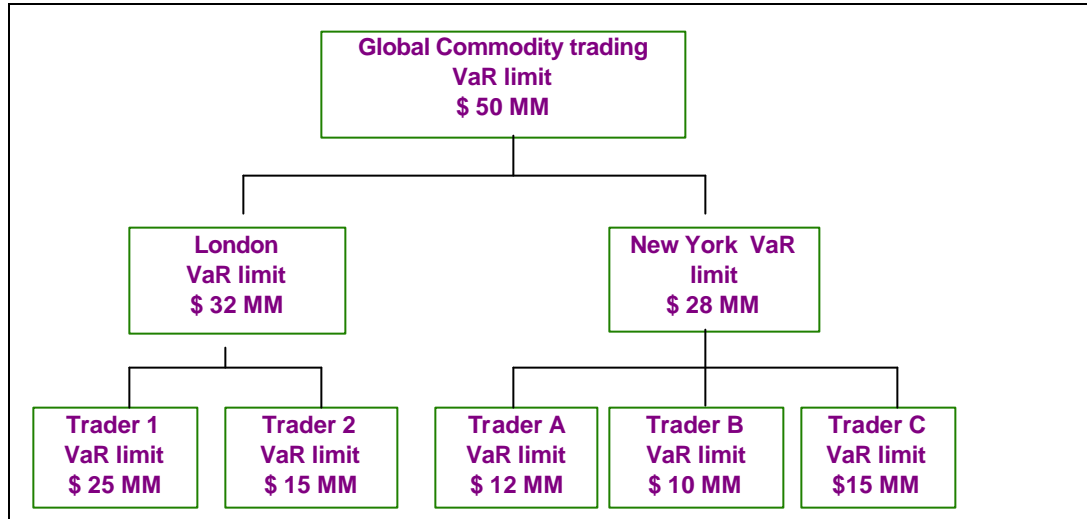 Global Commodity trading
VaR limit
$ 50 MM
London
VaR limit
$ 32 MM
New York VaR
limit
$ 28 MM
Trader 1
VaR limit
$ 25 MM
Trader 2
VaR limit
$ 15 MM
Trader A
VaR limit
$ 12 MM
Trader B
VaR limit
$ 10 MM
Trader C
VaR limit
$15 MM